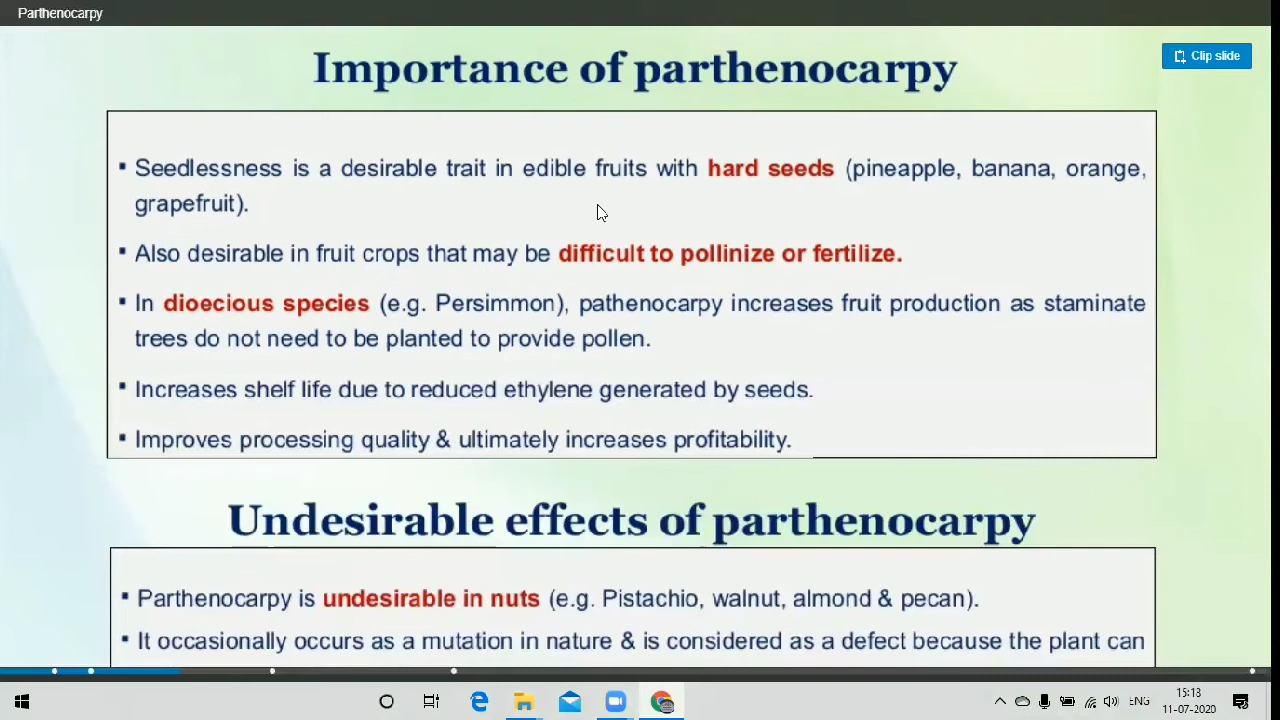 Parthenocarpy
Clip slide
Importance of parthenocarpy
▪ Seedlessness is a desirable trait in edible fruits with hard seeds (pineapple, banana, orange,
grapefruit).
▪ Also desirable in fruit crops that may be difficult to pollinize or fertilize.
▪ In dioecious species (e.g. Persimmon), pathenocarpy increases fruit production as staminate
trees do not need to be planted to provide pollen.
▪ Increases shelf life due to reduced ethylene generated by seeds.
▪ Improves processing quality & ultimately increases profitability.
Undesirable effects of parthenocarpy
▪ Parthenocarpy is undesirable in nuts (e.g. Pistachio, walnut, almond & pecan).
▪ It occasionally occurs as a mutation in nature & is considered as a defect because the plant can
ENG
15:18
11-07-2020